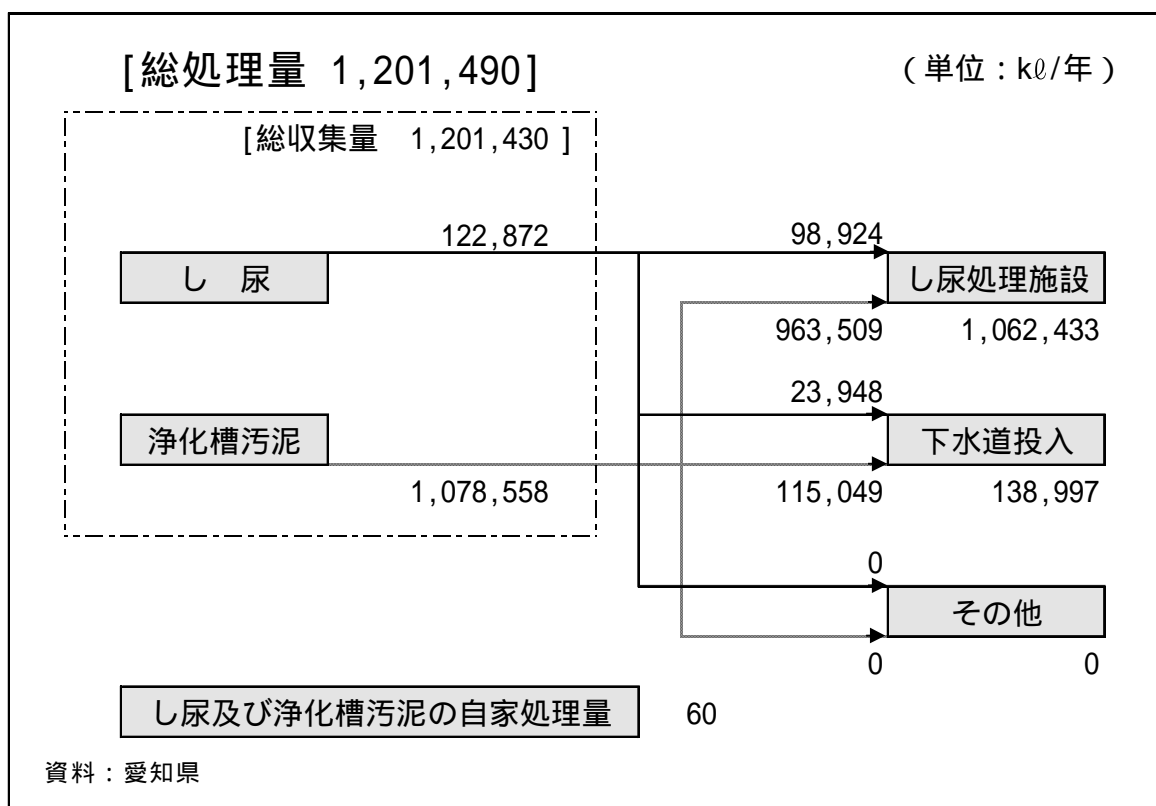 [総処理量 1,201,490]
（単位：kℓ/年）
[総収集量 1,201,430 ]
122,872
98,924
し 尿
し尿処理施設
963,509
1,062,433
23,948
浄化槽汚泥
下水道投入
1,078,558
115,049
138,997
0
その他
0
0
し尿及び浄化槽汚泥の自家処理量
60
資料：愛知県